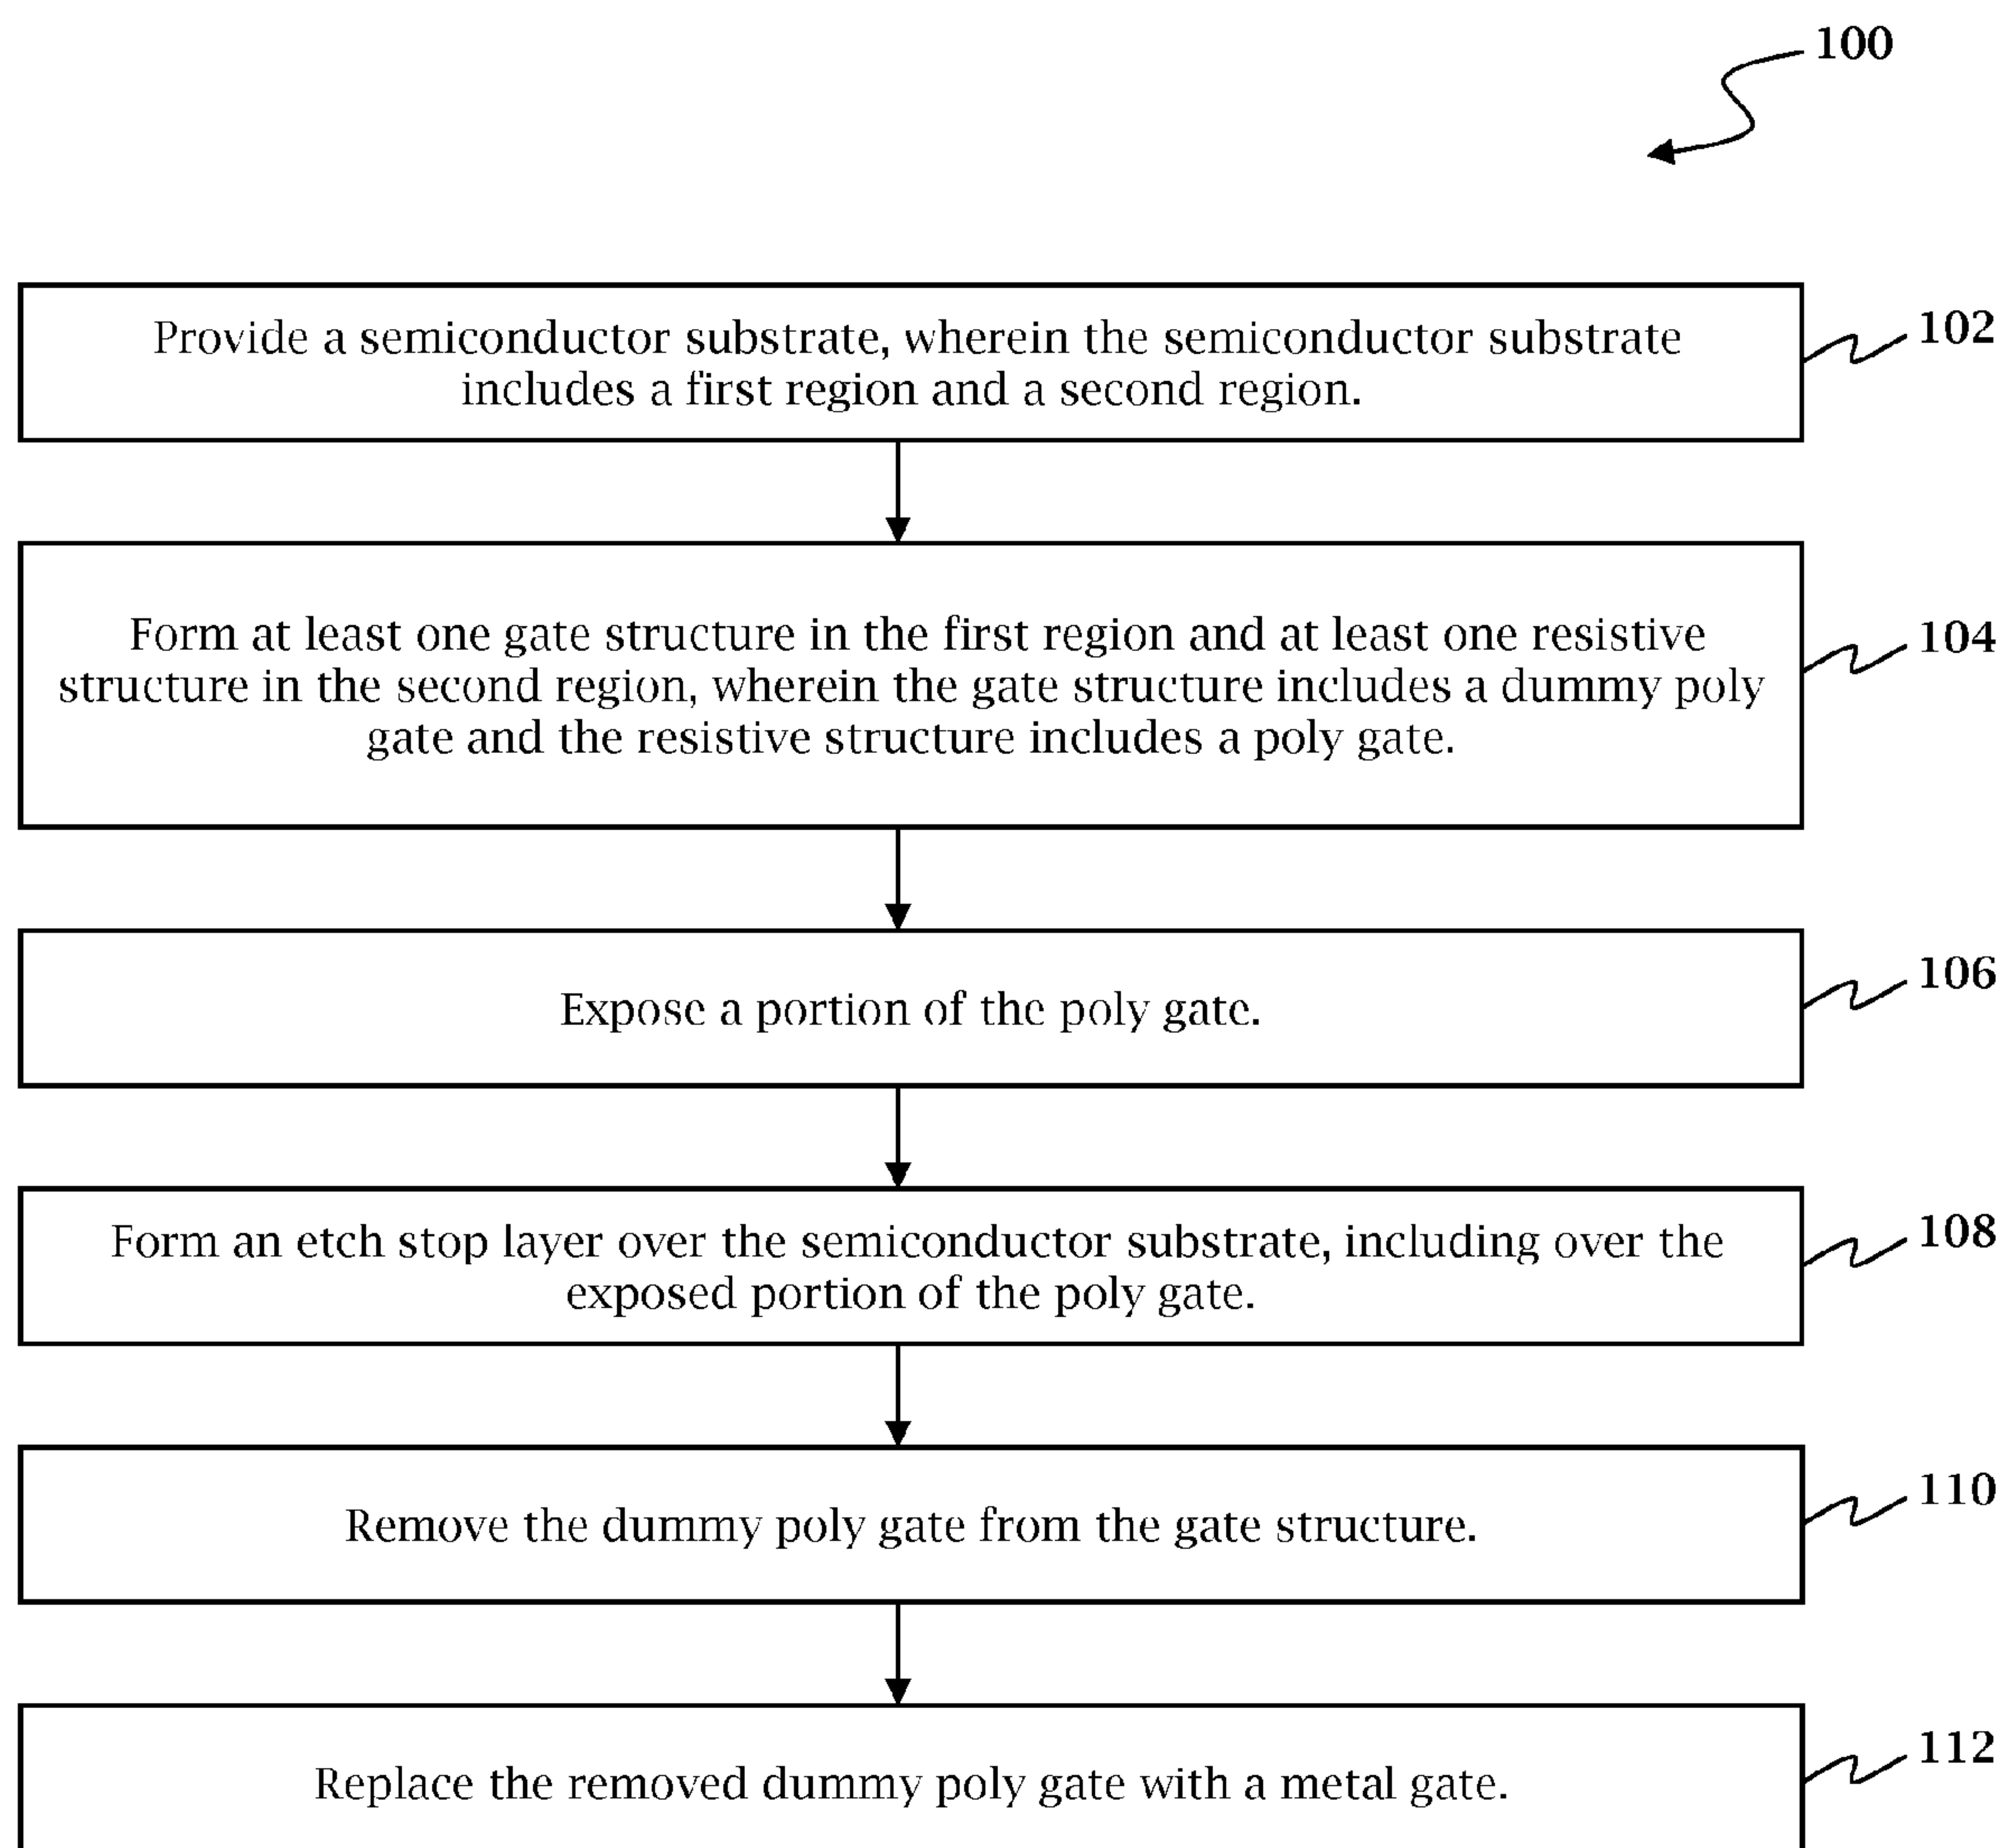 100
Provide a semiconductor substrate, wherein the semiconductor substrate
includes a first region and a second region.
102
Form at least one gate structure in the first region and at least one resistive
structure in the second region, wherein the gate structure includes a dummy poly
gate and the resistive structure includes a poly gate.
104
Expose a portion of the poly gate.
106
Form an etch stop layer over the semiconductor substrate, including over the
exposed portion of the poly gate.
108
Remove the dummy poly gate from the gate structure.
110
Replace the removed dummy poly gate with a metal gate.
112